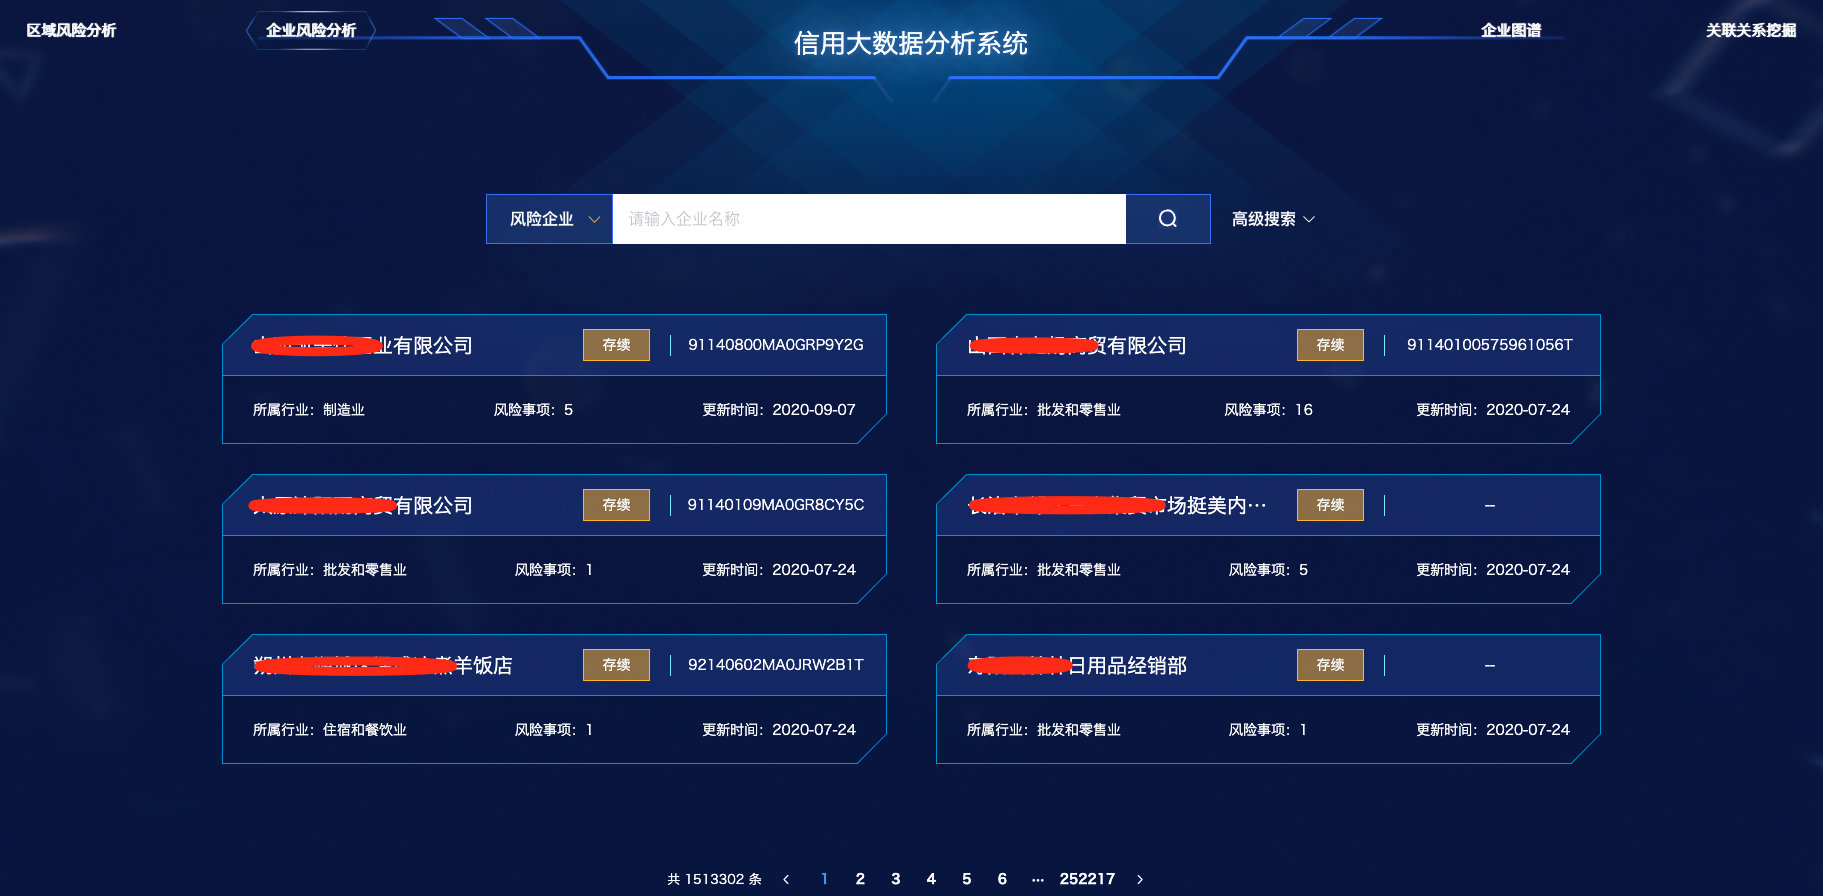 区域风险分析
企业风险分析
信用大数据分析系统
企业图谱
关联关系挖掘
风险企业
请输入企业名称
高级搜索
业有限公司
存续
91140800MA0GRP9Y2G
所属行业：制造业
风险事项：5
更新时间：2020-09-07
贸有限公司
存续
91140100575961056T
所属行业：批发和零售业
风险事项：16
更新时间：2020-07-24
有限公司
存续
91140109MA0GR8CY5C
所属行业：批发和零售业
风险事项：1
更新时间：2020-07-24
市场挺美内…
存续
--
所属行业：批发和零售业
风险事项：5
更新时间：2020-07-24
羊饭店
存续
92140602MA0JRW2B1T
所属行业：住宿和餐饮业
风险事项：1
更新时间：2020-07-24
日用品经销部
存续
--
所属行业：批发和零售业
风险事项：1
更新时间：2020-07-24
共 1513302 条 < 1 2 3 4 5 6 ··· 252217 >